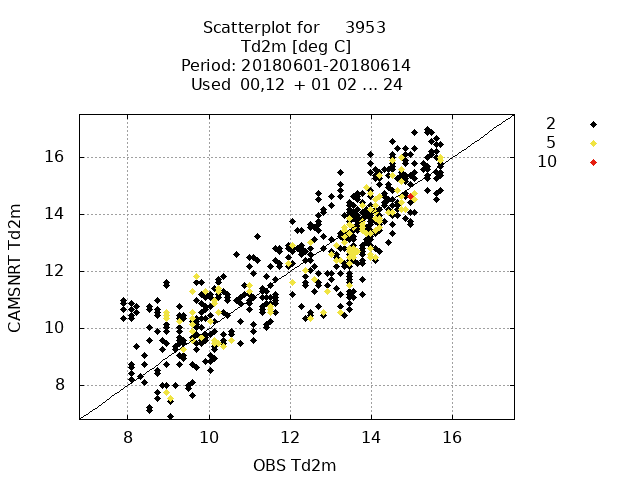 Scatterplot for 3953
Td2m [deg C]
Period: 20180601-20180614
Used 00,12 + 01 02 ... 24
2
5
10
16
14
12
10
8
CAMSNRT Td2m
8 10 12 14 16
OBS Td2m